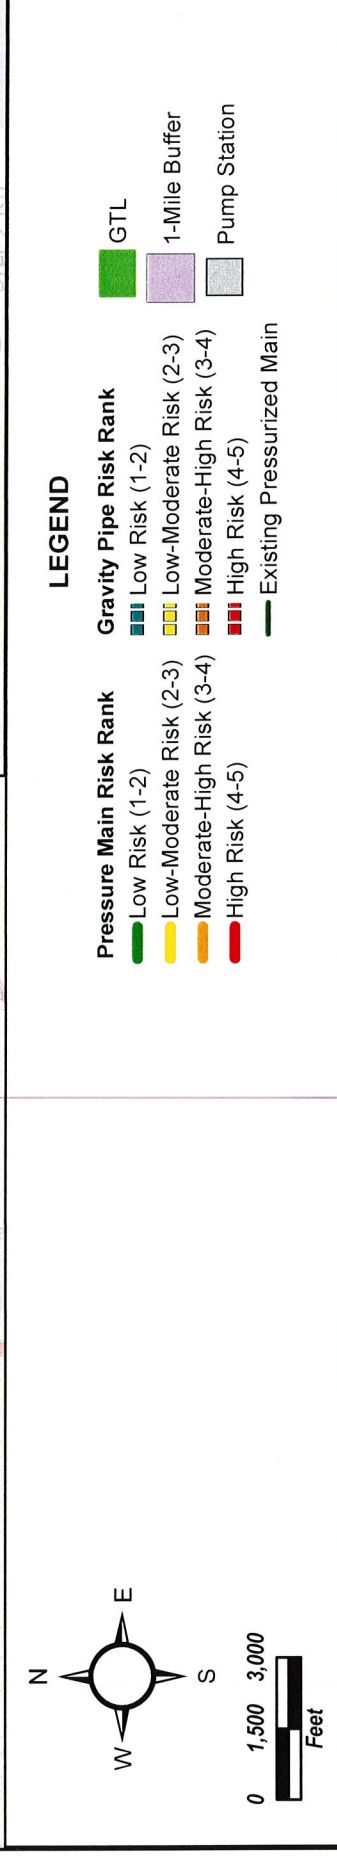 LEGEND
Pressure Main Risk Rank
Low Risk (1-2)
Low-Moderate Risk (2-3)
Moderate-High Risk (3-4)
High Risk (4-5)
Gravity Pipe Risk Rank
Low Risk (1-2)
Low-Moderate Risk (2-3)
Moderate-High Risk (3-4)
High Risk (4-5)
Existing Pressurized Main
GTL
1-Mile Buffer
Pump Station
N
W
E
S
0 1,500 3,000
Feet